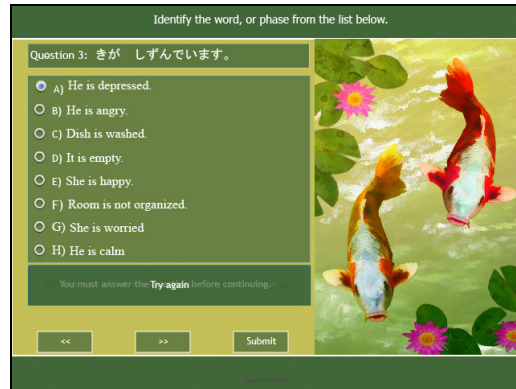 Identify the word, or phase from the list below.
Question 3: きが しずんでいます。
A) He is depressed.
B) He is angry.
C) Dish is washed.
D) It is empty.
E) She is happy.
F) Room is not organized.
G) She is worried
H) He is calm
You must answer the before continuing.
Try again
<< >> Submit